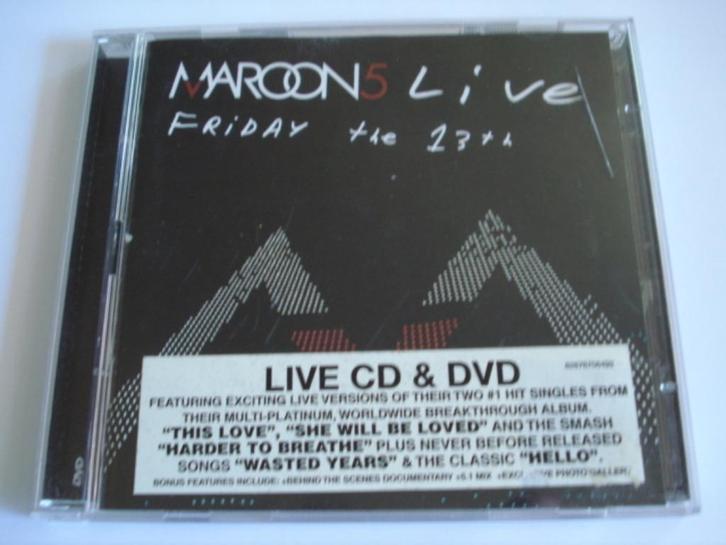 MAROON5 Live
FRiDAY the 13th
LIVE CD & DVD
FEATURING EXCITING LIVE VERSIONS OF THEIR TWO #1 HIT SINGLES FROM
THEIR MULTI-PLATINUM, WORLDWIDE BREAKTHROUGH ALBUM.
"THIS LOVE", "SHE WILL BE LOVED" AND THE SMASH
"HARDER TO BREATHE" PLUS NEVER BEFORE RELEASED
SONGS "WASTED YEARS" & THE CLASSIC "HELLO".
BONUS FEATURES INCLUDE: •BEHIND THE SCENES DOCUMENTARY •5.1 MIX PHOTO GALLERY
DVD